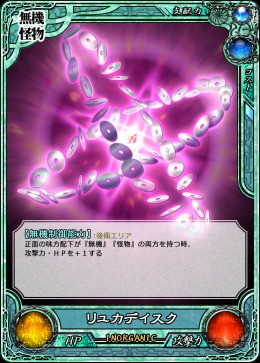 無機
怪物
支配力
コスト
【無機制御能力】:後衛エリア
正面の味方配下が『無機』『怪物』の両方を持つ時、
攻撃力・HPを+1する
リュカデイスク
HP
INORGANIC
攻撃力